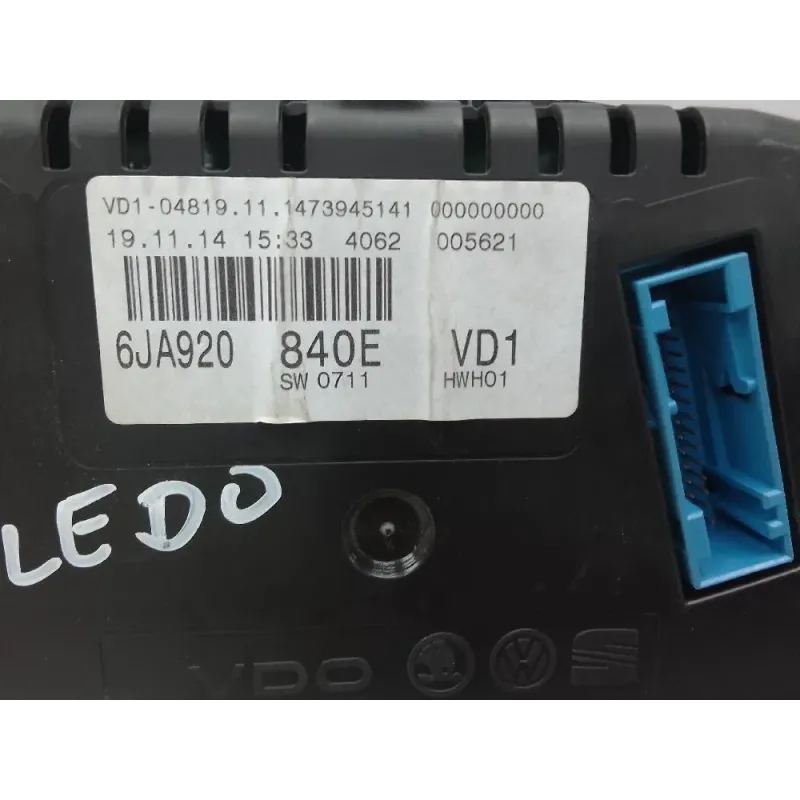 VD1-04819.11.1473945141 000000000
19.11.14 15:33 4062 005621
6JA920 840E VD1
SW 0711 HWH01
LEDO
VDO